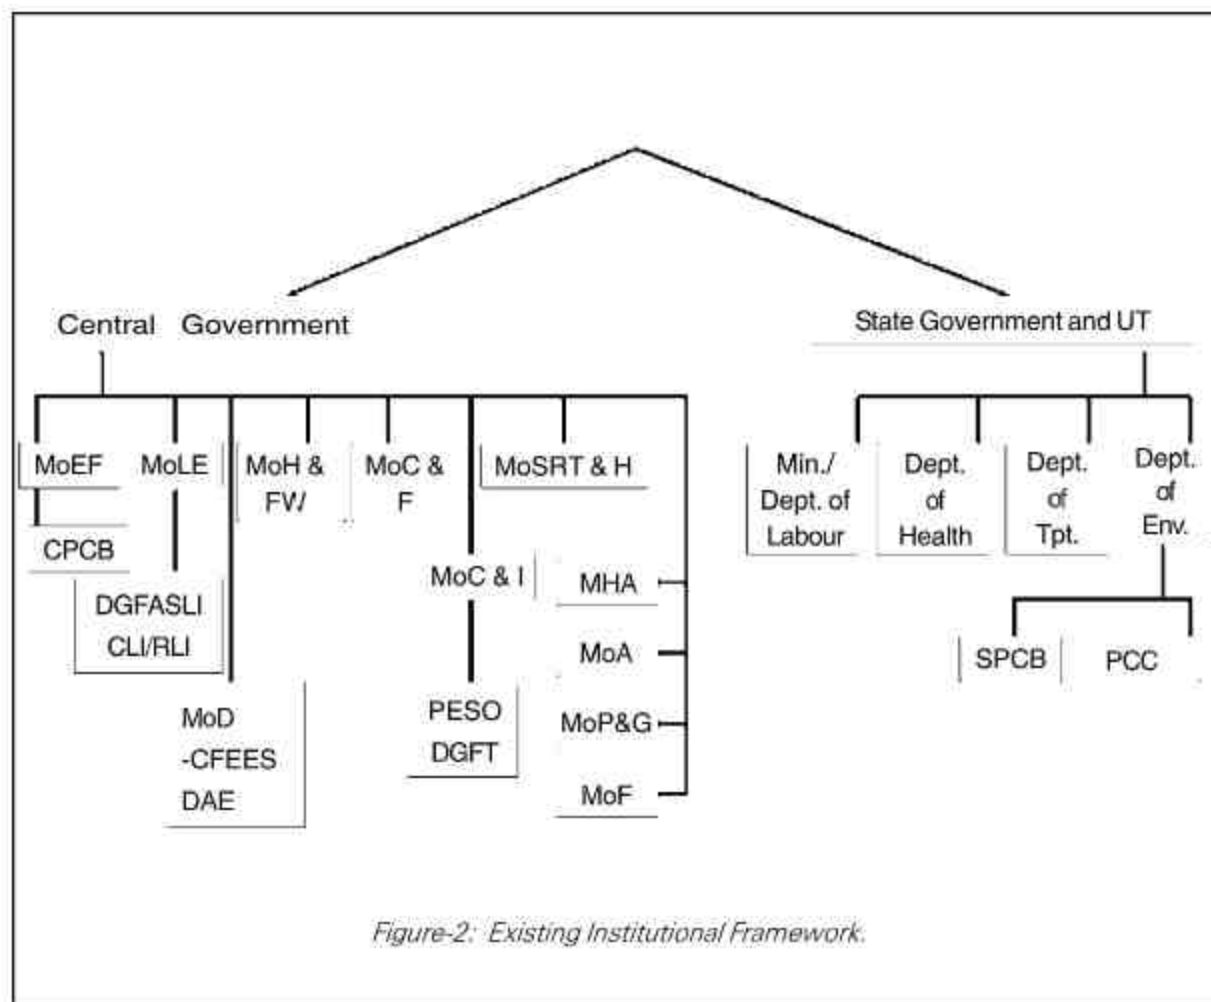 Central Government
State Government and UT
MoEF
MoLE
MoH &
FW
MoC &
F
MoSRT & H
Min./
Dept. of
Labour
Dept.
of
Health
Dept.
of
Tpt.
Dept.
of
Env.
CPCB
DGFASLI
CLI/RLI
MoC & I
MHA
MoA
MoP&G
MoF
MoD
-CFEES
DAE
PESO
DGFT
SPCB
PCC
Figure-2: Existing Institutional Framework.